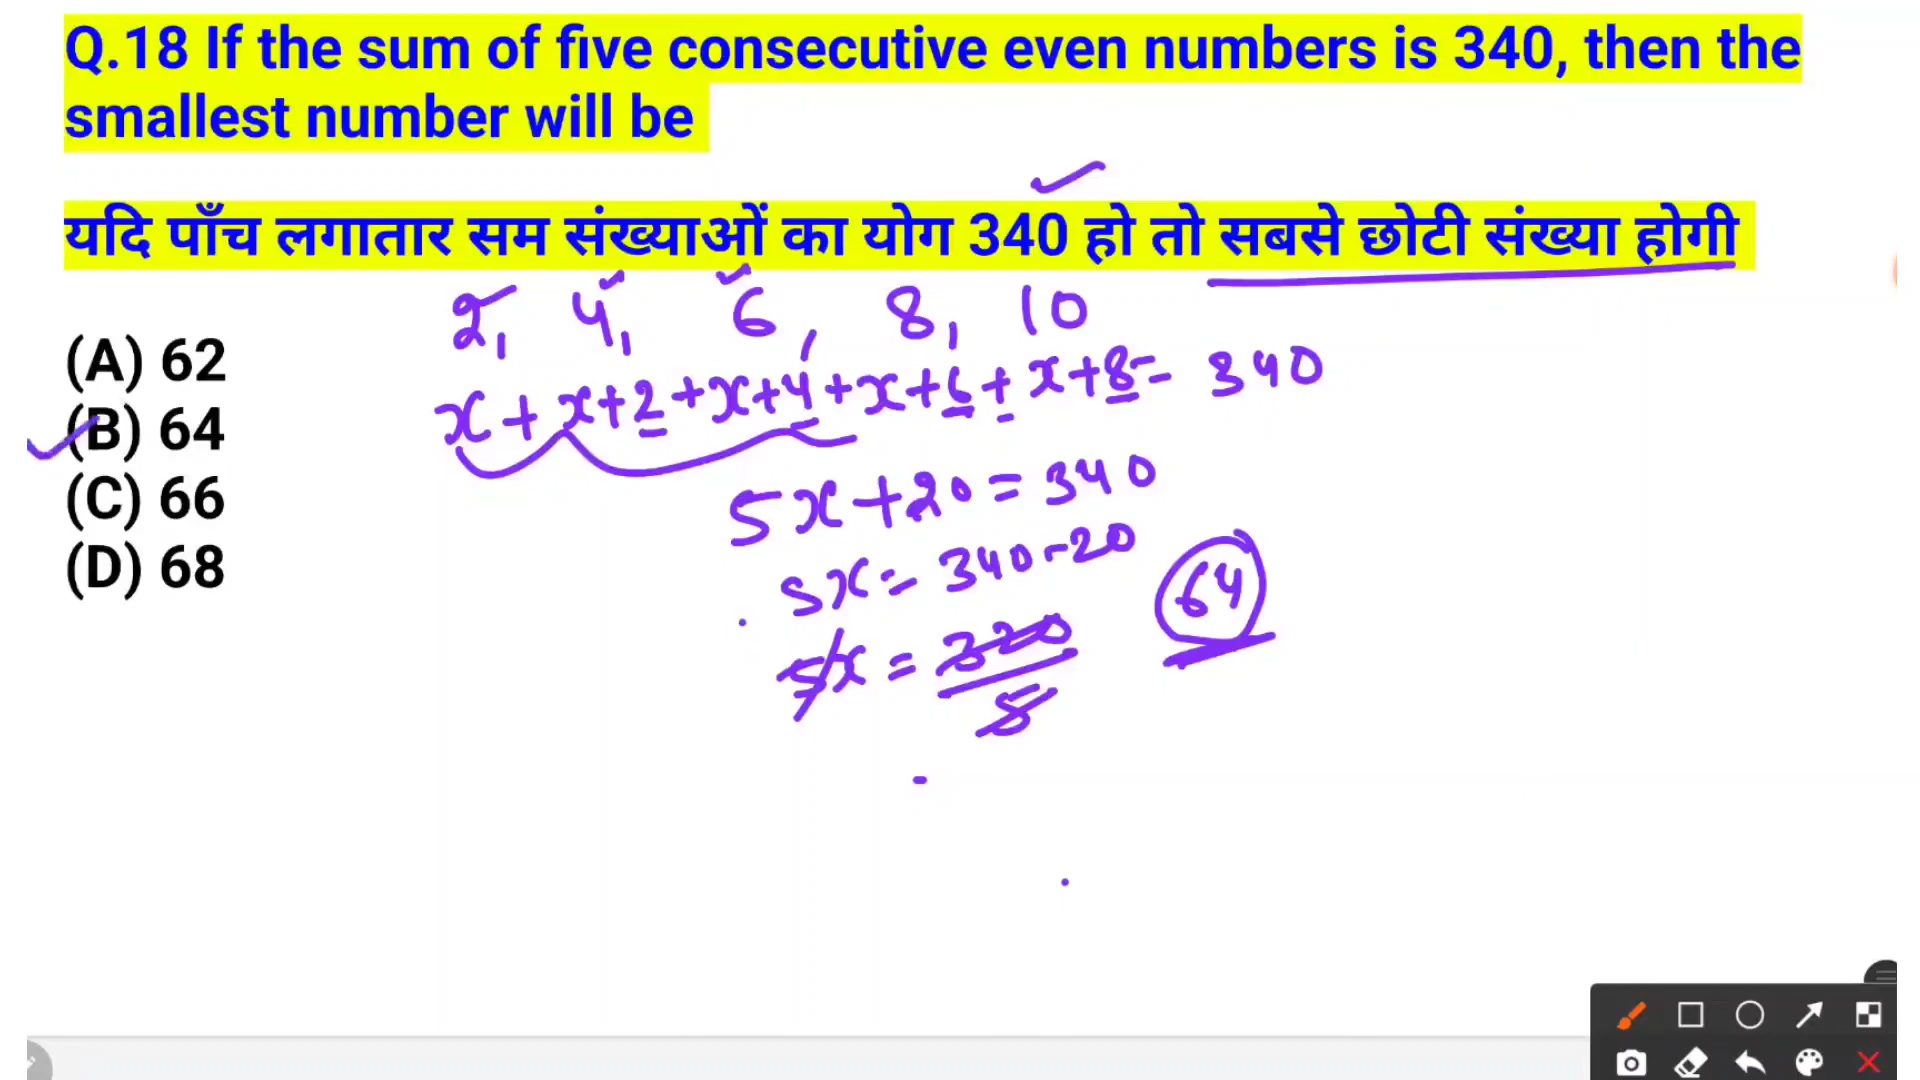 Q.18 If the sum of five consecutive even numbers is 340, then the
smallest number will be
यदि पाँच लगातार सम संख्याओं का योग 340 हो तो सबसे छोटी संख्या होगी
2, 4, 6, 8, 10
(A) 62
x+x+2+x+4+x+6+x+8=340
(B) 64
5x+20=340
(C) 66
5x=340-20
64
(D) 68
5x=320
5